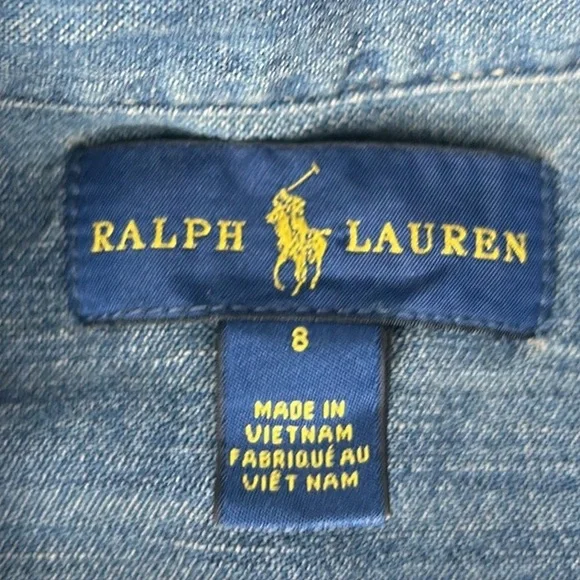 RALPH LAUREN
8
MADE IN
VIETNAM
FABRIQUÉ AU
VIÊT NAM